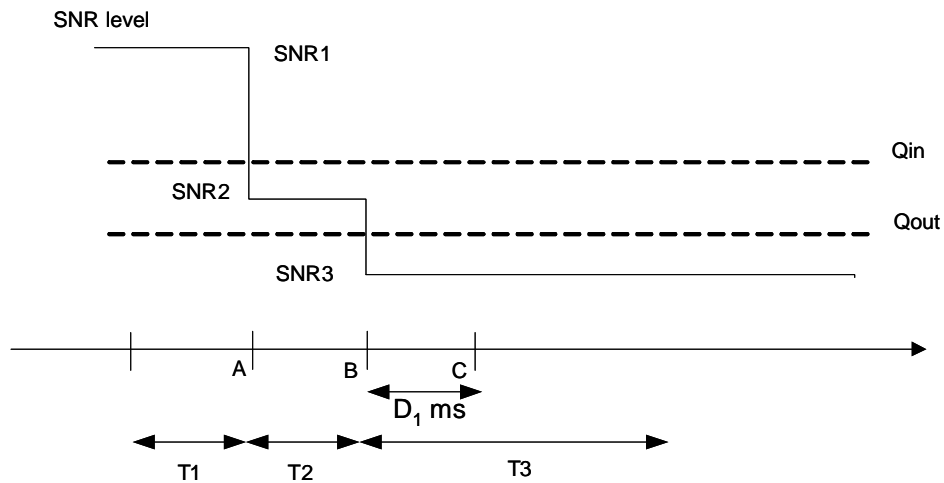 SNR level
SNR1
Qin
SNR2
Qout
SNR3
A
B
C
D₁ ms
T1
T2
T3